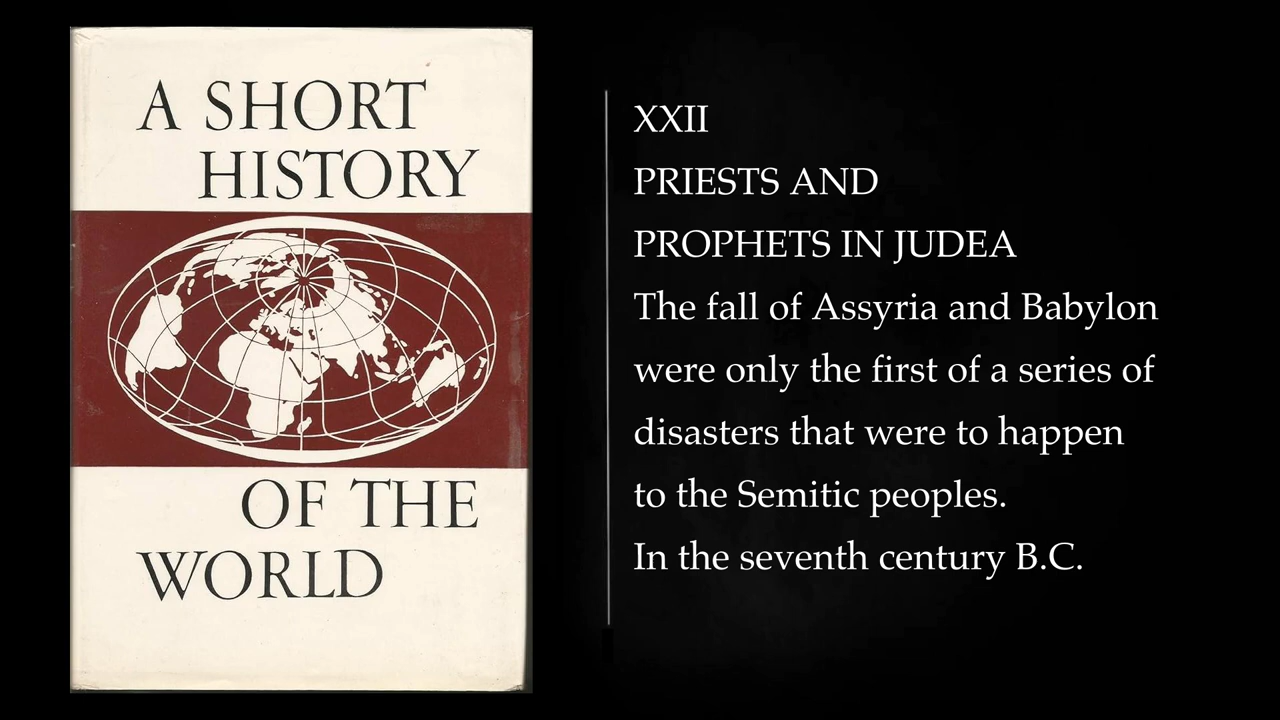 A SHORT
HISTORY
OF THE
WORLD
XXII
PRIESTS AND
PROPHETS IN JUDEA
The fall of Assyria and Babylon
were only the first of a series of
disasters that were to happen
to the Semitic peoples.
In the seventh century B.C.